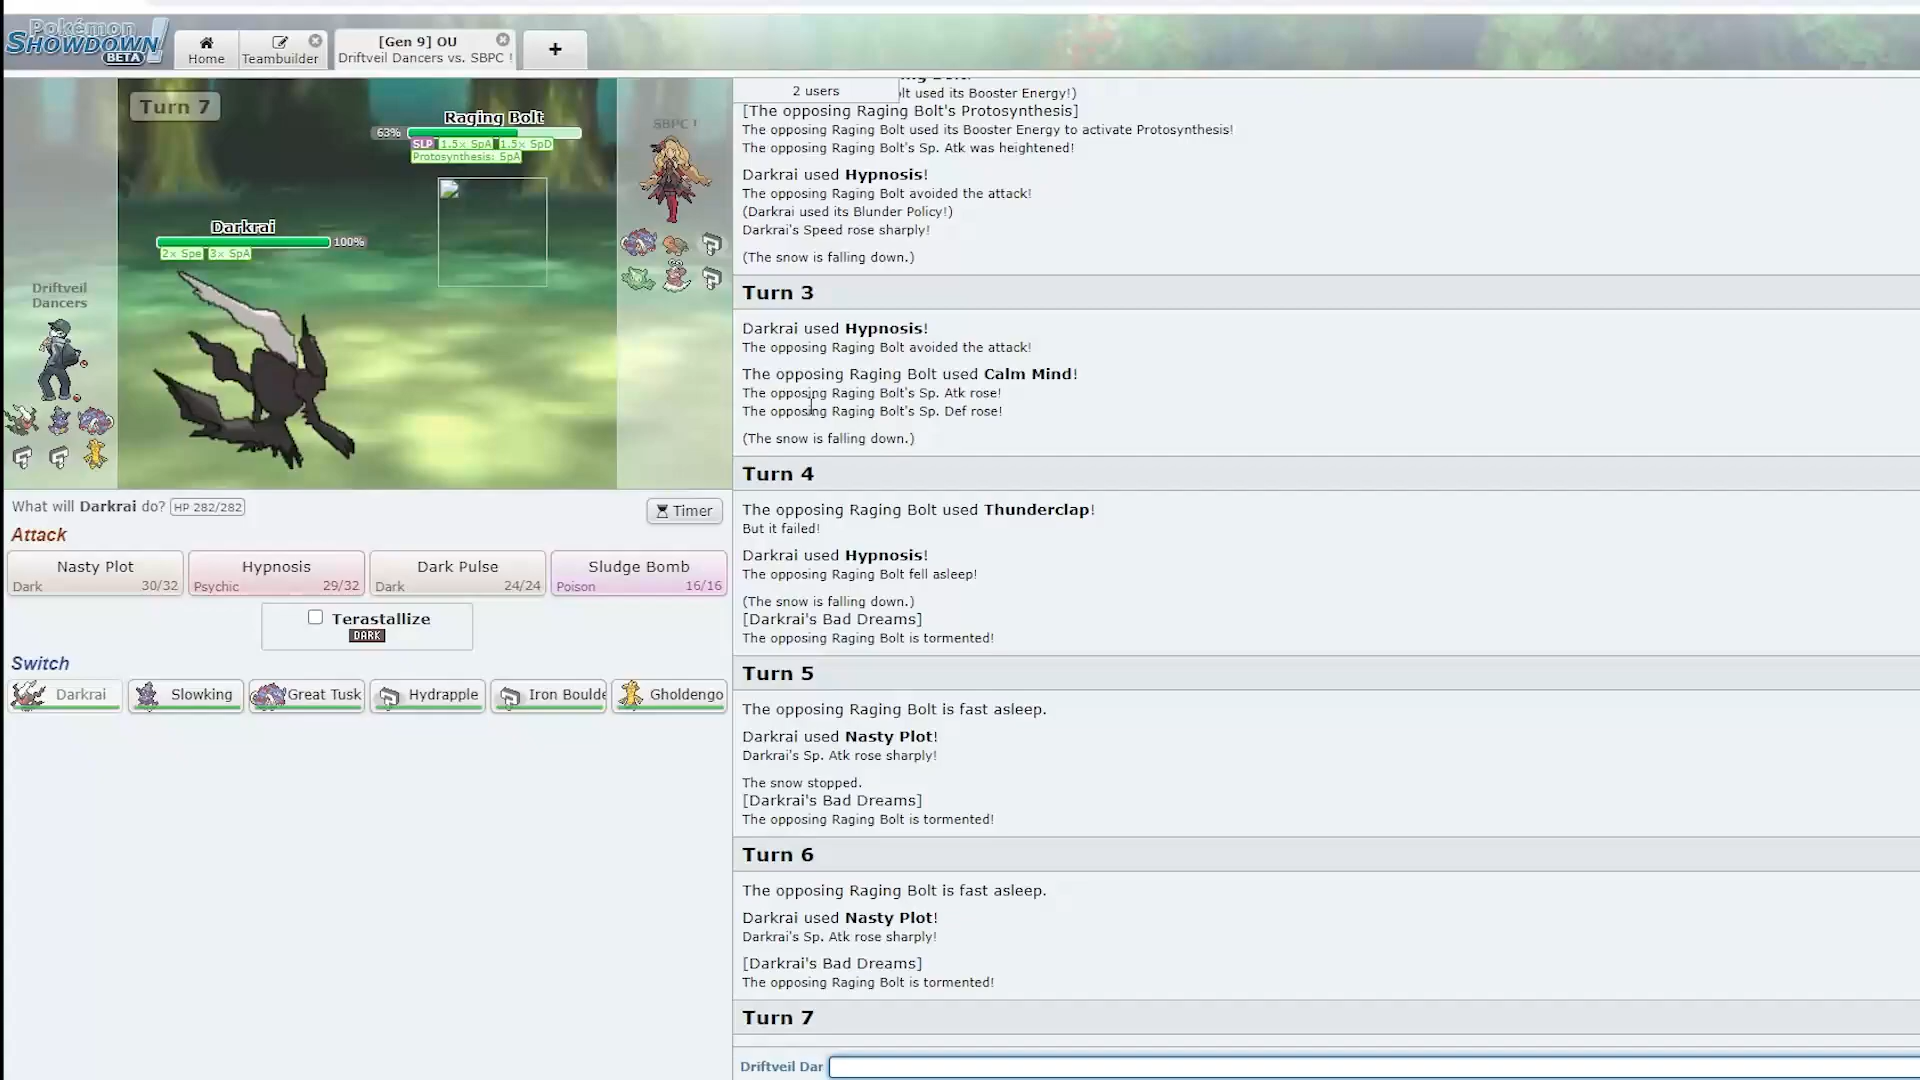 Pokémon
SHOWDOWN!
BETA
Home
Teambuilder
[Gen 9] OU
Driftveil Dancers vs. SBPC !
+
Turn 7
Raging Bolt
63%
SLP 1.5× SpA 1.5× SpD
Protosynthesis: SpA
SBPC !
Darkrai
100%
2× Spe 3× SpA
Driftveil
Dancers
What will Darkrai do? HP 282/282
Timer
Attack
Nasty Plot
Dark 30/32
Hypnosis
Psychic 29/32
Dark Pulse
Dark 24/24
Sludge Bomb
Poison 16/16
Terastallize
DARK
Switch
Darkrai
Slowking
Great Tusk
Hydrapple
Iron Boulde
Gholdengo
2 users
lt used its Booster Energy!)
[The opposing Raging Bolt's Protosynthesis]
The opposing Raging Bolt used its Booster Energy to activate Protosynthesis!
The opposing Raging Bolt's Sp. Atk was heightened!
Darkrai used Hypnosis!
The opposing Raging Bolt avoided the attack!
(Darkrai used its Blunder Policy!)
Darkrai's Speed rose sharply!
(The snow is falling down.)
Turn 3
Darkrai used Hypnosis!
The opposing Raging Bolt avoided the attack!
The opposing Raging Bolt used Calm Mind!
The opposing Raging Bolt's Sp. Atk rose!
The opposing Raging Bolt's Sp. Def rose!
(The snow is falling down.)
Turn 4
The opposing Raging Bolt used Thunderclap!
But it failed!
Darkrai used Hypnosis!
The opposing Raging Bolt fell asleep!
(The snow is falling down.)
[Darkrai's Bad Dreams]
The opposing Raging Bolt is tormented!
Turn 5
The opposing Raging Bolt is fast asleep.
Darkrai used Nasty Plot!
Darkrai's Sp. Atk rose sharply!
The snow stopped.
[Darkrai's Bad Dreams]
The opposing Raging Bolt is tormented!
Turn 6
The opposing Raging Bolt is fast asleep.
Darkrai used Nasty Plot!
Darkrai's Sp. Atk rose sharply!
[Darkrai's Bad Dreams]
The opposing Raging Bolt is tormented!
Turn 7
Driftveil Dar